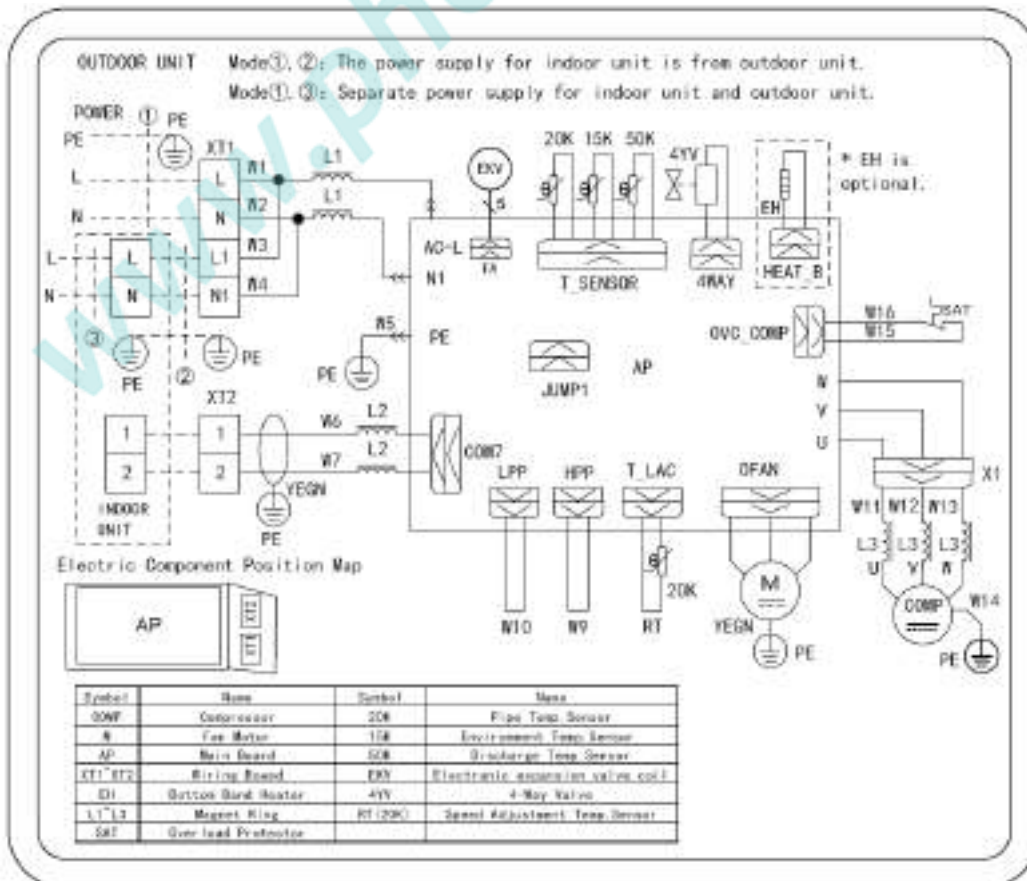 OUTDOOR UNIT
Mode①, ②: The power supply for indoor unit is from outdoor unit.
Mode①, ③: Separate power supply for indoor unit and outdoor unit.
POWER ① PE
PE
XT1
L L W1 L1
N N W2 L1
L L L1 W3
N N N1 W4
③ PE ② PE
AC-L
N1
W5 PE
PE
EKV
5
FA
20K 15K 50K
T_SENSOR
4YV
4WAY
EH
HEAT_B
* EH is
optional.
OVC_COMP
W16
W15
SAT
JUMP1
AP
W
V
U
X1
XT2
1 1 W6 L2
2 2 W7 L2
COM7
YEGN
PE
INDOOR
UNIT
LPP HPP T_LAC OFAN
W10 W9 RT
20K
M
YEGN
PE
W11 W12 W13
L3 L3 L3
U V W
COMP
W14
PE
Electric Component Position Map
AP
XT2
XT1
Symbol Name Symbol Name
COMP Compressor 20K Pipe Temp.Sensor
M Fan Motor 15K Environment Temp.Sensor
AP Main Board 50K Discharge Temp.Sensor
XT1~XT2 Wiring Board EKV Electronic expansion valve coil
EH Bottom Band Heater 4YV 4-Way Valve
L1~L3 Magnet Ring RT(20K) Speed Adjustment Temp.Sensor
SAT Over load Protector